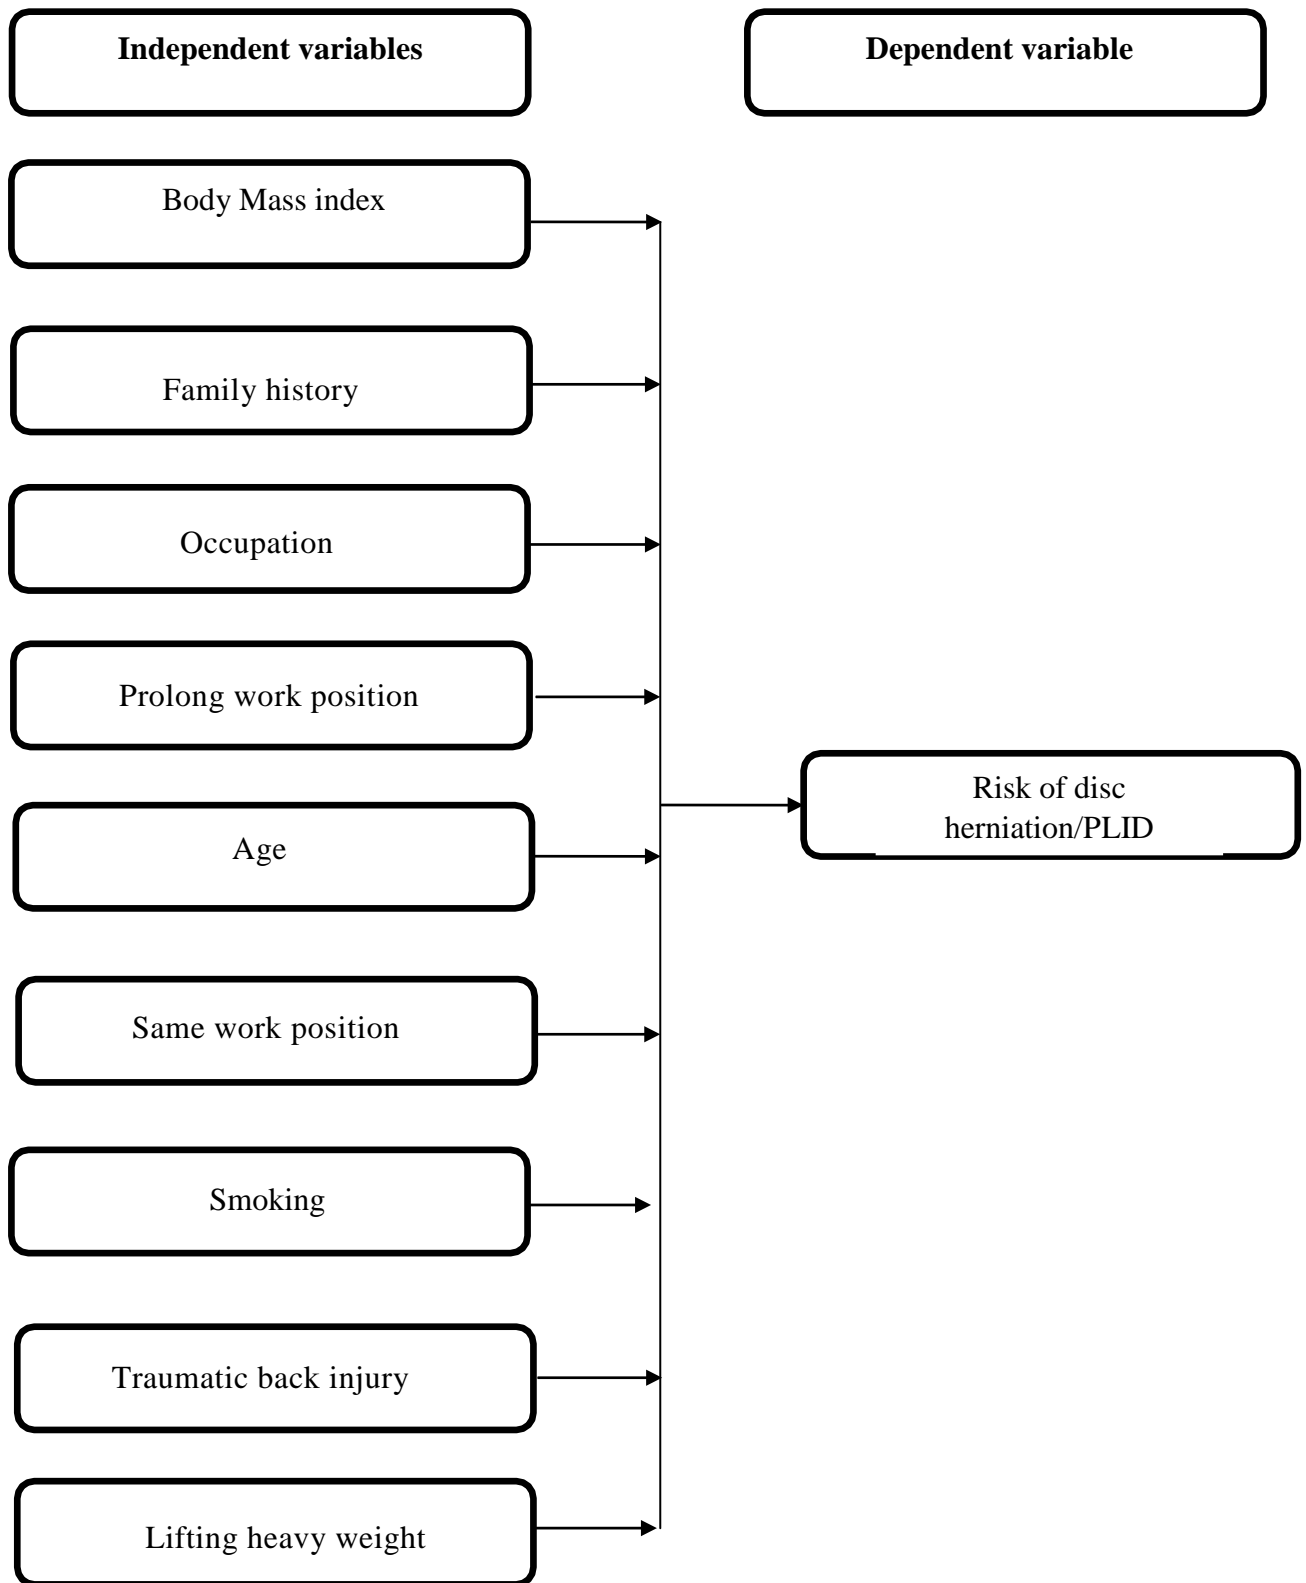 Independent variables
Dependent variable
Body Mass index
Family history
Occupation
Prolong work position
Age
Same work position
Smoking
Traumatic back injury
Lifting heavy weight
Risk of disc
herniation/PLID